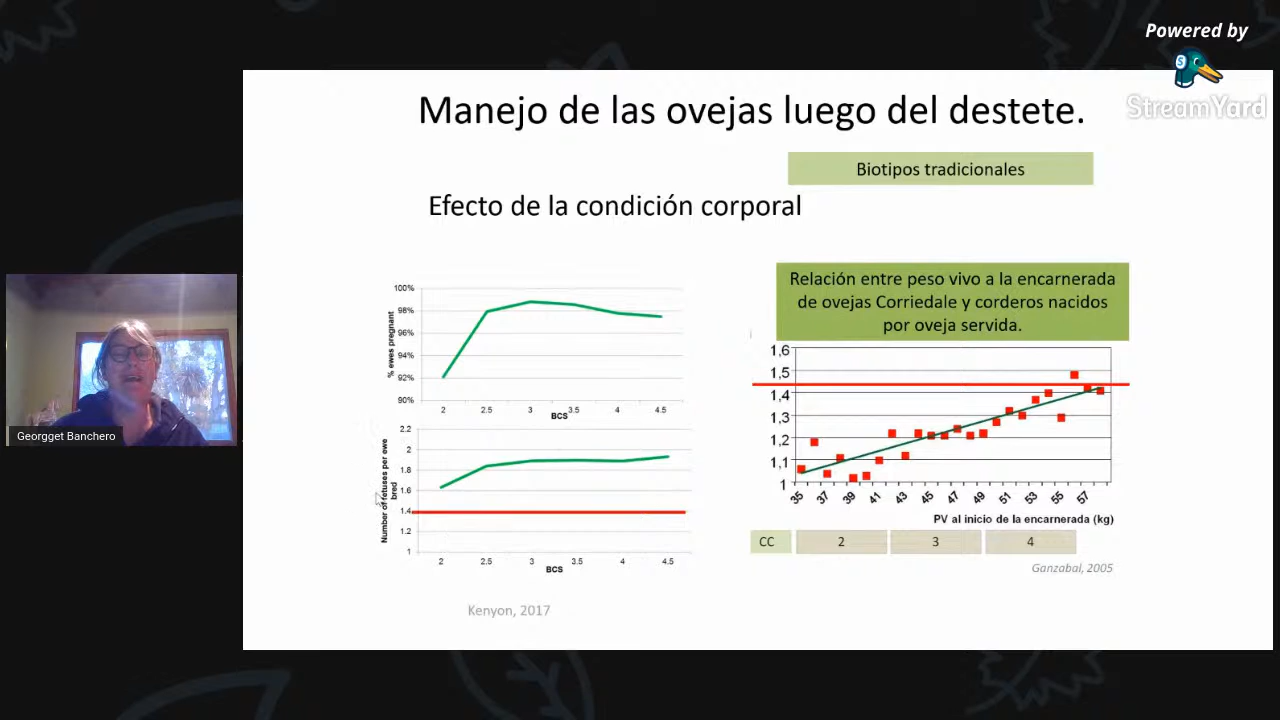 Powered by
StreamYard
Manejo de las ovejas luego del destete.
Biotipos tradicionales
Efecto de la condición corporal
100%
98%
96%
94%
92%
90%
% ewes pregnant
2 2.5 3 3.5 4 4.5
BCS
2.2
2
1.8
1.6
1.4
1.2
1
Number of fetuses per ewe
bred
2 2.5 3 3.5 4 4.5
BCS
Kenyon, 2017
Relación entre peso vivo a la encarnerada
de ovejas Corriedale y corderos nacidos
por oveja servida.
1,6
1,5
1,4
1,3
1,2
1,1
1
35 37 39 41 43 45 47 49 51 53 55 57
PV al inicio de la encarnerada (kg)
CC 2 3 4
Ganzabal, 2005
Georgget Banchero